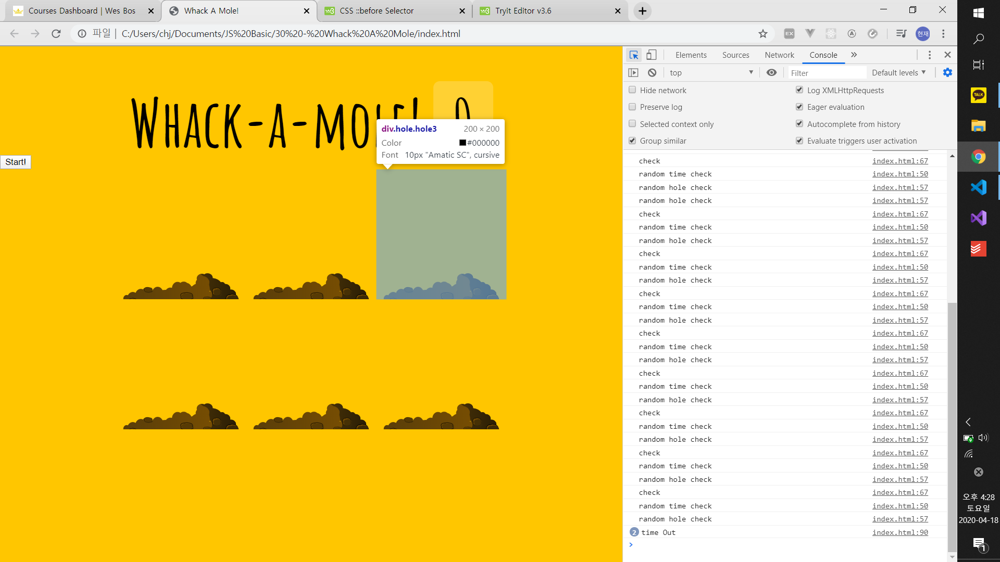 Courses Dashboard | Wes Bos
Whack A Mole!
CSS ::before Selector
Tryit Editor v3.6
파일 | C:/Users/chj/Documents/JS%20Basic/30%20-%20Whack%20A%20Mole/index.html
EX
현재
TALK
Elements Sources Network Console
top Filter Default levels
Hide network
Log XMLHttpRequests
Preserve log
Eager evaluation
Selected context only
Autocomplete from history
Group similar
Evaluate triggers user activation
Whack-a-mole! 0
div.hole.hole3 200 × 200
Color #000000
Font 10px "Amatic SC", cursive
Start!
check index.html:67
random time check index.html:50
random hole check index.html:57
random hole check index.html:57
check index.html:67
random time check index.html:50
random hole check index.html:57
check index.html:67
random time check index.html:50
random hole check index.html:57
check index.html:67
random time check index.html:50
random hole check index.html:57
check index.html:67
random time check index.html:50
random hole check index.html:57
check index.html:67
random time check index.html:50
random hole check index.html:57
check index.html:67
random time check index.html:50
random hole check index.html:57
check index.html:67
random time check index.html:50
random hole check index.html:57
check index.html:67
random time check index.html:50
random hole check index.html:57
2 time Out index.html:90
오후 4:28
토요일
2020-04-18
1